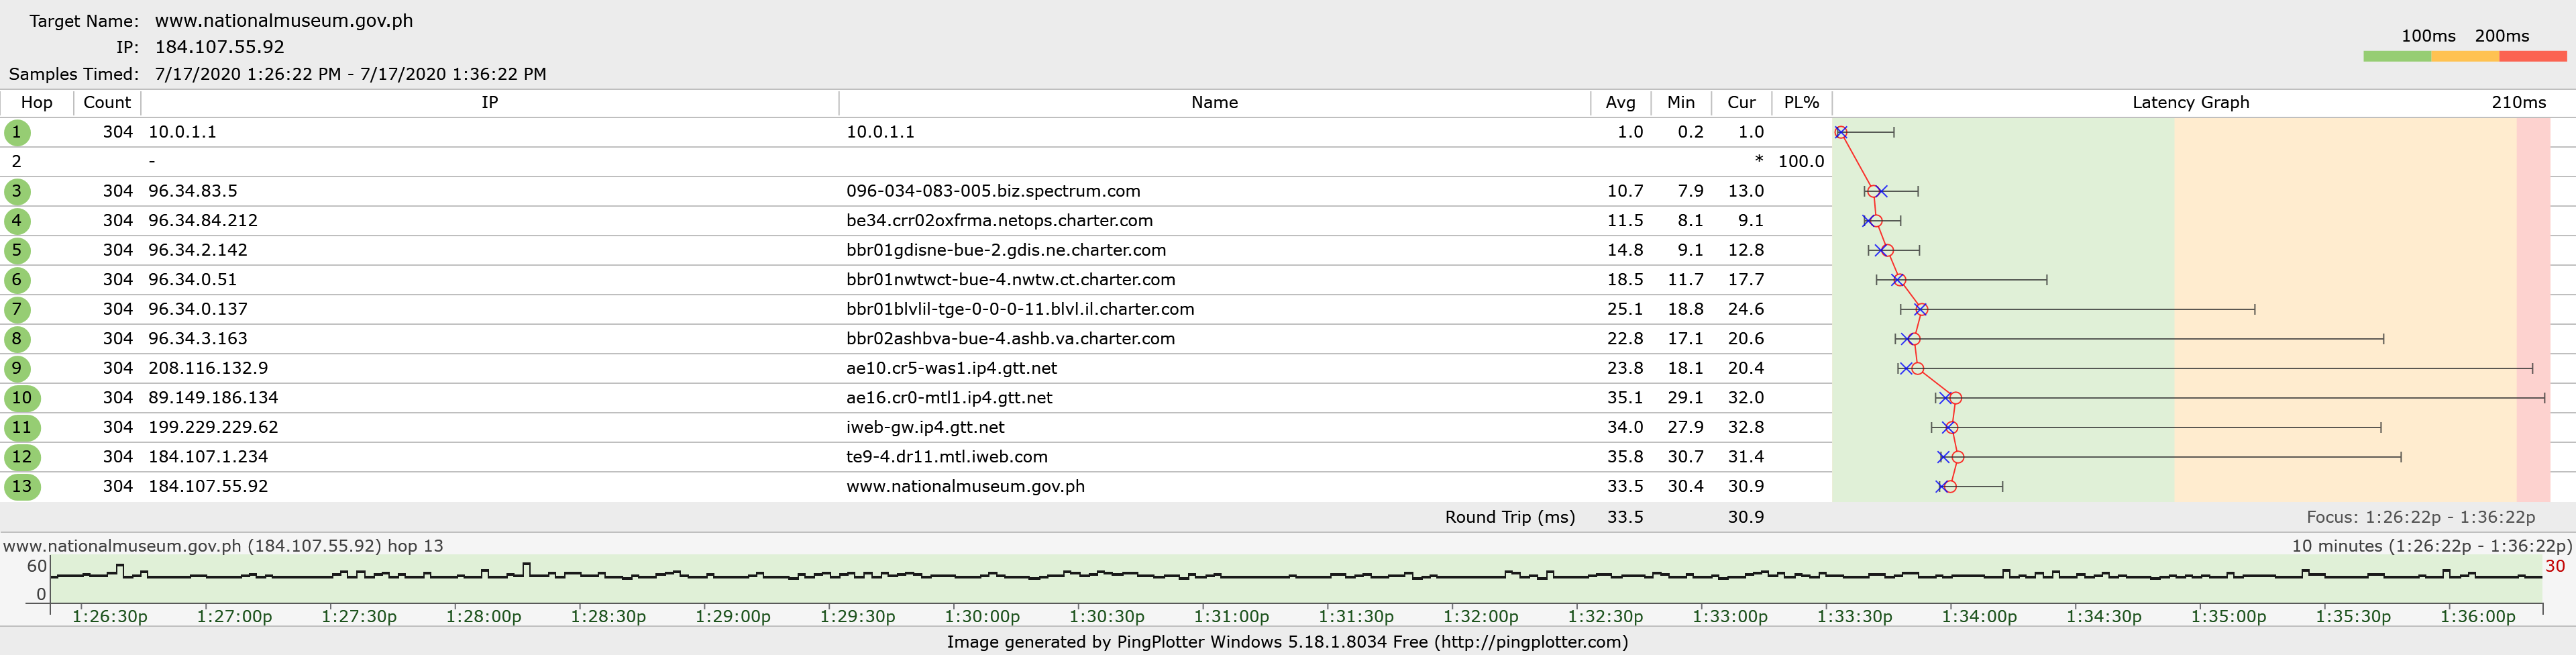 Target Name: www.nationalmuseum.gov.ph
IP: 184.107.55.92
Samples Timed: 7/17/2020 1:26:22 PM - 7/17/2020 1:36:22 PM
100ms 200ms
Hop Count IP Name Avg Min Cur PL% Latency Graph 210ms
1 304 10.0.1.1 10.0.1.1 1.0 0.2 1.0
2 - * 100.0
3 304 96.34.83.5 096-034-083-005.biz.spectrum.com 10.7 7.9 13.0
4 304 96.34.84.212 be34.crr02oxfrma.netops.charter.com 11.5 8.1 9.1
5 304 96.34.2.142 bbr01gdisne-bue-2.gdis.ne.charter.com 14.8 9.1 12.8
6 304 96.34.0.51 bbr01nwtwct-bue-4.nwtw.ct.charter.com 18.5 11.7 17.7
7 304 96.34.0.137 bbr01blvlil-tge-0-0-0-11.blvl.il.charter.com 25.1 18.8 24.6
8 304 96.34.3.163 bbr02ashbva-bue-4.ashb.va.charter.com 22.8 17.1 20.6
9 304 208.116.132.9 ae10.cr5-was1.ip4.gtt.net 23.8 18.1 20.4
10 304 89.149.186.134 ae16.cr0-mtl1.ip4.gtt.net 35.1 29.1 32.0
11 304 199.229.229.62 iweb-gw.ip4.gtt.net 34.0 27.9 32.8
12 304 184.107.1.234 te9-4.dr11.mtl.iweb.com 35.8 30.7 31.4
13 304 184.107.55.92 www.nationalmuseum.gov.ph 33.5 30.4 30.9
Round Trip (ms) 33.5 30.9 Focus: 1:26:22p - 1:36:22p
www.nationalmuseum.gov.ph (184.107.55.92) hop 13 10 minutes (1:26:22p - 1:36:22p)
60 30
0
1:26:30p 1:27:00p 1:27:30p 1:28:00p 1:28:30p 1:29:00p 1:29:30p 1:30:00p 1:30:30p 1:31:00p 1:31:30p 1:32:00p 1:32:30p 1:33:00p 1:33:30p 1:34:00p 1:34:30p 1:35:00p 1:35:30p 1:36:00p
Image generated by PingPlotter Windows 5.18.1.8034 Free (http://pingplotter.com)